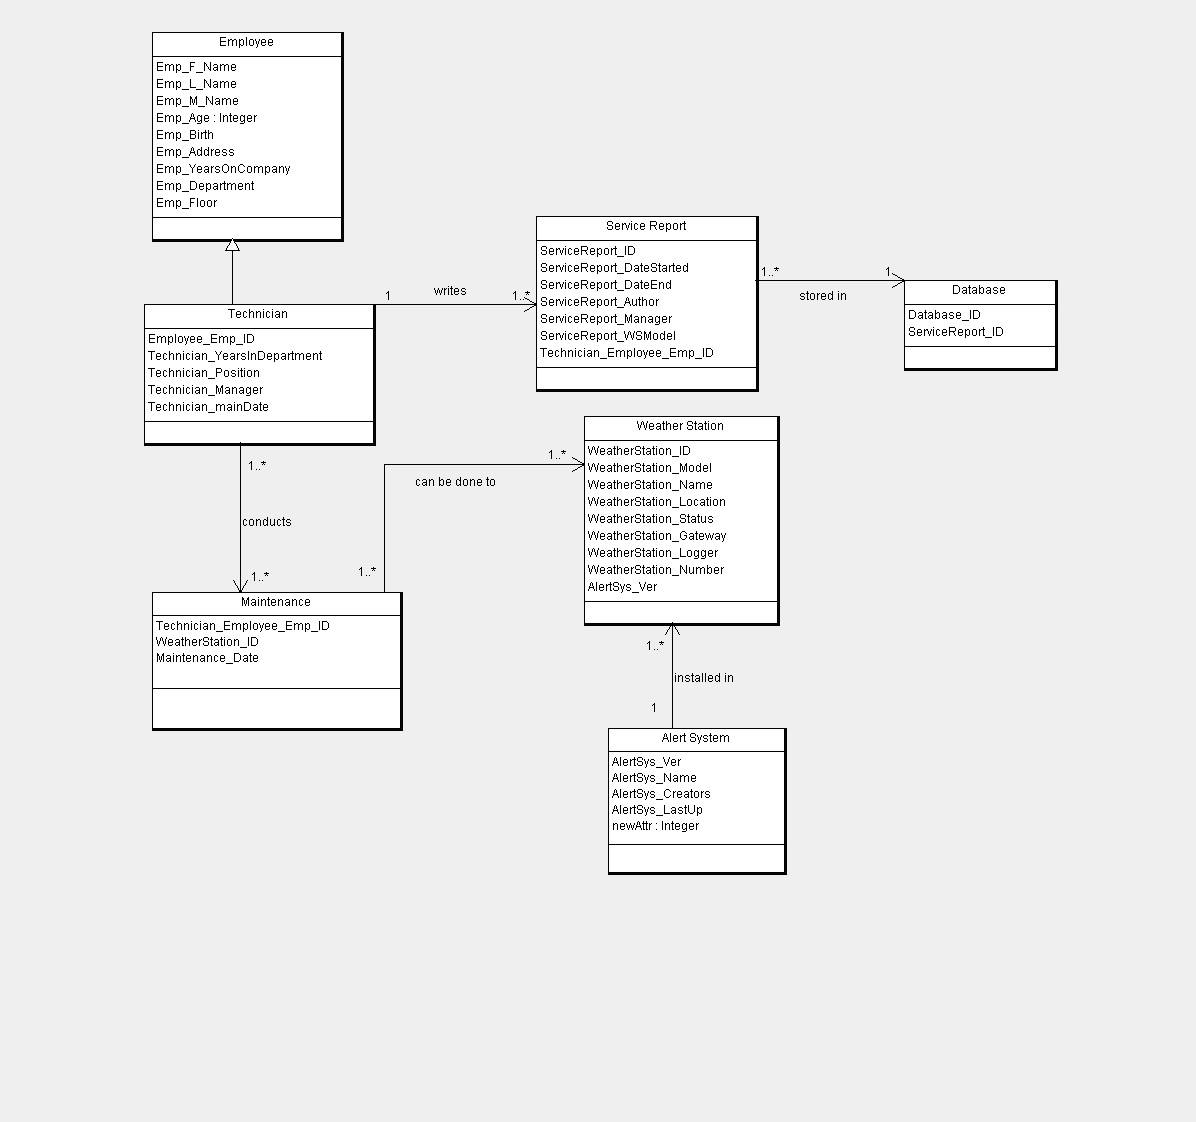 Employee
Emp_F_Name
Emp_L_Name
Emp_M_Name
Emp_Age : Integer
Emp_Birth
Emp_Address
Emp_YearsOnCompany
Emp_Department
Emp_Floor
Service Report
ServiceReport_ID
ServiceReport_DateStarted
ServiceReport_DateEnd
ServiceReport_Author
ServiceReport_Manager
ServiceReport_WSModel
Technician_Employee_Emp_ID
1..*
1
stored in
Database
Database_ID
ServiceReport_ID
1
writes
1..*
Technician
Employee_Emp_ID
Technician_YearsInDepartment
Technician_Position
Technician_Manager
Technician_mainDate
1..*
conducts
1..*
1..*
can be done to
1..*
Weather Station
WeatherStation_ID
WeatherStation_Model
WeatherStation_Name
WeatherStation_Location
WeatherStation_Status
WeatherStation_Gateway
WeatherStation_Logger
WeatherStation_Number
AlertSys_Ver
Maintenance
Technician_Employee_Emp_ID
WeatherStation_ID
Maintenance_Date
1..*
installed in
1
Alert System
AlertSys_Ver
AlertSys_Name
AlertSys_Creators
AlertSys_LastUp
newAttr : Integer